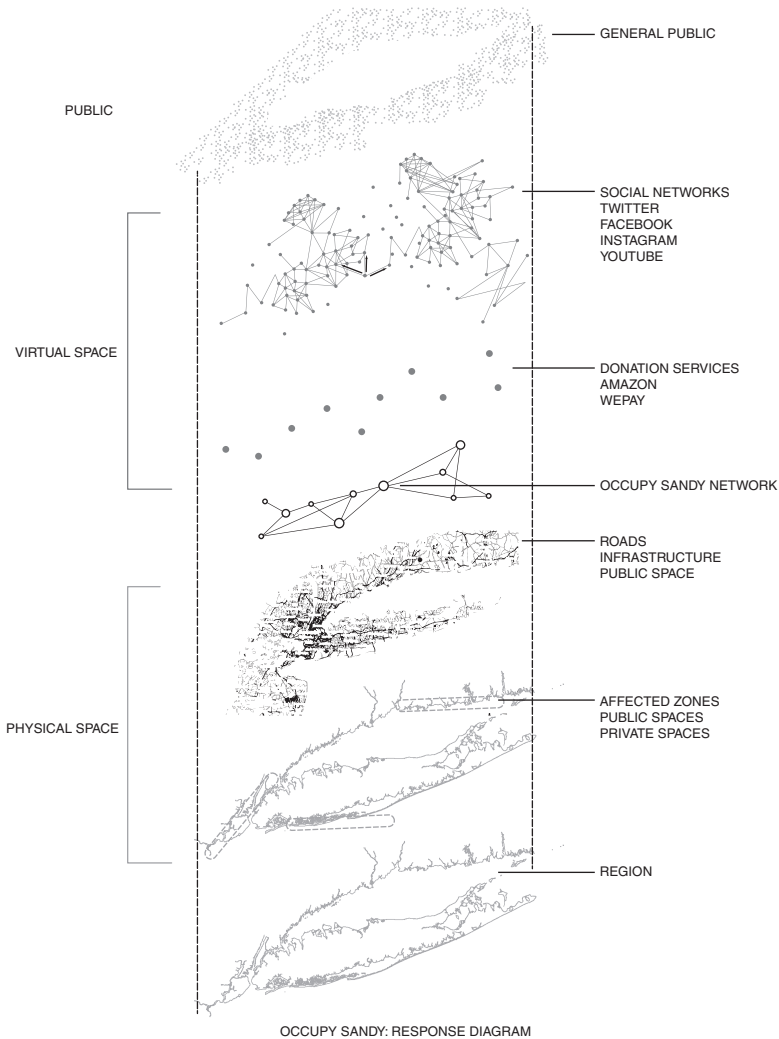 GENERAL PUBLIC
PUBLIC
SOCIAL NETWORKS
TWITTER
FACEBOOK
INSTAGRAM
YOUTUBE
VIRTUAL SPACE
DONATION SERVICES
AMAZON
WEPAY
OCCUPY SANDY NETWORK
ROADS
INFRASTRUCTURE
PUBLIC SPACE
PHYSICAL SPACE
AFFECTED ZONES
PUBLIC SPACES
PRIVATE SPACES
REGION
OCCUPY SANDY: RESPONSE DIAGRAM